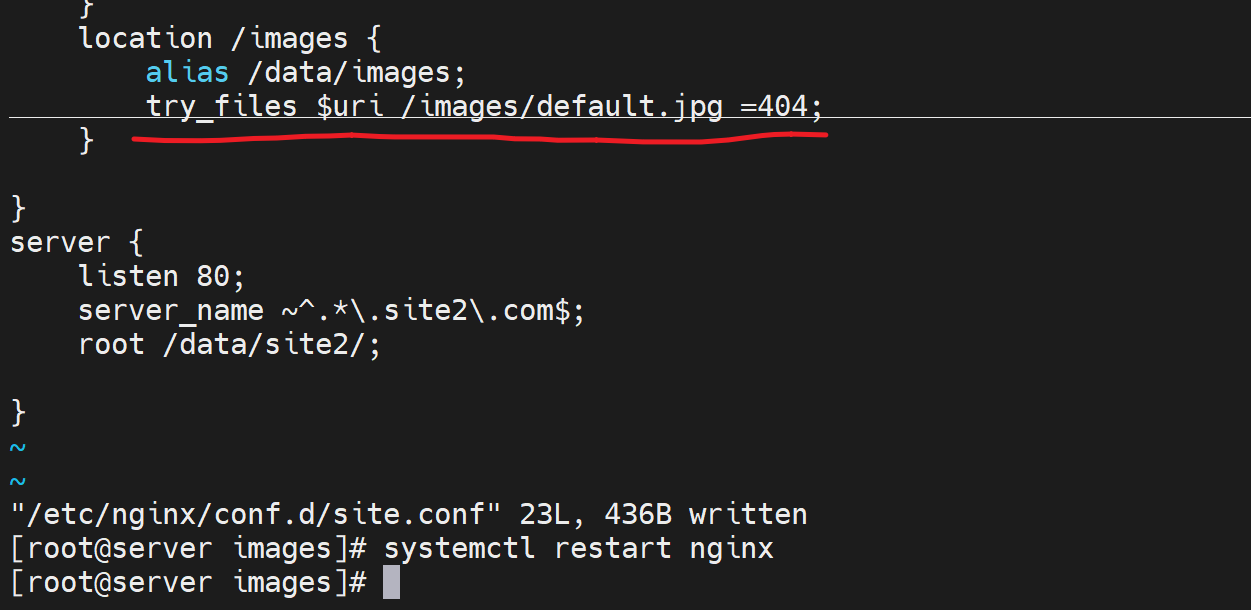 }
location /images {
alias /data/images;
try_files $uri /images/default.jpg =404;
}
}
server {
listen 80;
server_name ~^.*\.site2\.com$;
root /data/site2/;
}
~
~
"/etc/nginx/conf.d/site.conf" 23L, 436B written
[root@server images]# systemctl restart nginx
[root@server images]#